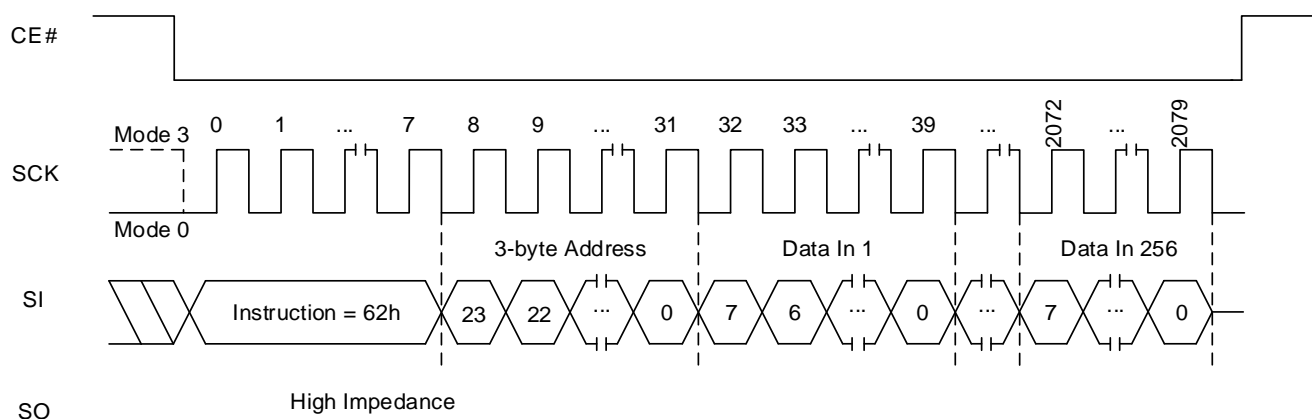 CE#
SCK
Mode 3
Mode 0
0 1 ... 7 8 9 ... 31 32 33 ... 39 ... 2072 ... 2079
3-byte Address Data In 1 Data In 256
SI
Instruction = 62h 23 22 ... 0 7 6 ... 0 ... 7 ... 0
SO
High Impedance